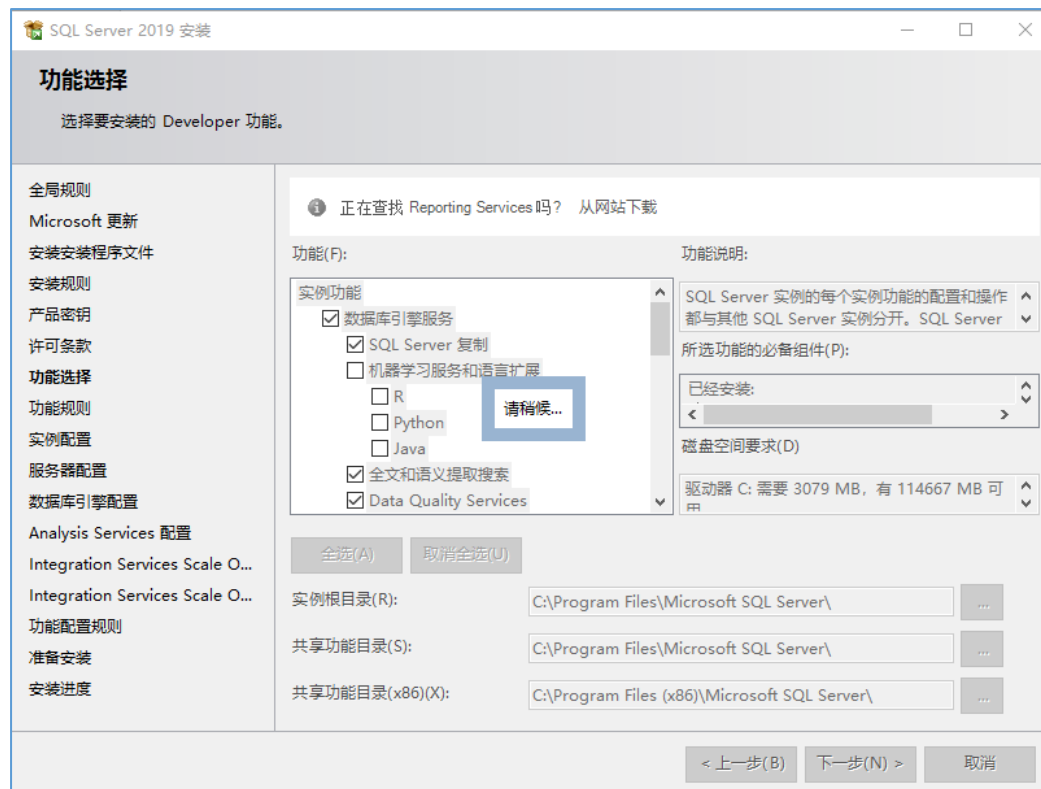 SQL Server 2019 安装
功能选择
选择要安装的 Developer 功能。
全局规则
Microsoft 更新
安装安装程序文件
安装规则
产品密钥
许可条款
功能选择
功能规则
实例配置
服务器配置
数据库引擎配置
Analysis Services 配置
Integration Services Scale O...
Integration Services Scale O...
功能配置规则
准备安装
安装进度
正在查找 Reporting Services 吗? 从网站下载
功能(F):
实例功能
数据库引擎服务
SQL Server 复制
机器学习服务和语言扩展
R
Python
Java
全文和语义提取搜索
Data Quality Services
请稍候...
功能说明:
SQL Server 实例的每个实例功能的配置和操作
都与其他 SQL Server 实例分开。SQL Server
所选功能的必备组件(P):
已经安装:
磁盘空间要求(D)
驱动器 C: 需要 3079 MB, 有 114667 MB 可
用
全选(A) 取消全选(U)
实例根目录(R): C:\Program Files\Microsoft SQL Server\ ...
共享功能目录(S): C:\Program Files\Microsoft SQL Server\ ...
共享功能目录(x86)(X): C:\Program Files (x86)\Microsoft SQL Server\ ...
< 上一步(B) 下一步(N) > 取消